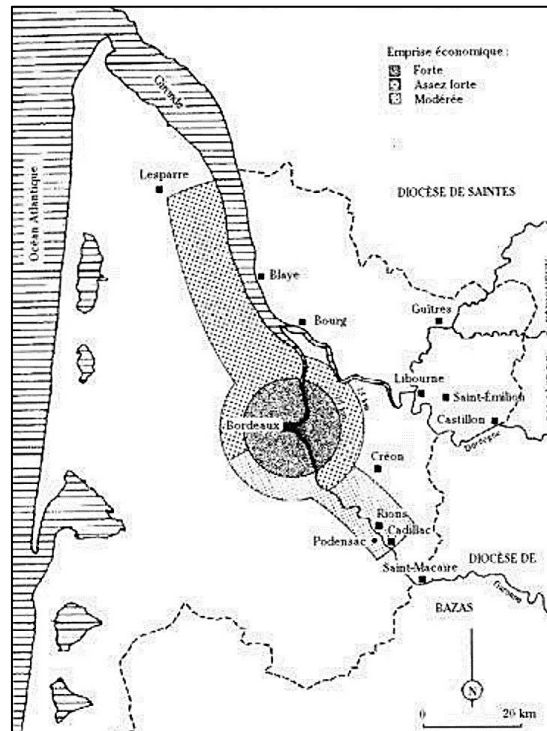 Emprise économique :
Forte
Assez forte
Modérée
Gironde
Océan Atlantique
Lesparre
DIOCÈSE DE SAINTES
Blaye
Bourg
Guîtres
Libourne
Saint-Émilion
Castillon
Dordogne
Bordeaux
Créon
Rions
Cadillac
Podensac
Saint-Macaire
DIOCÈSE DE
BAZAS
Garonne
N
0 20 km